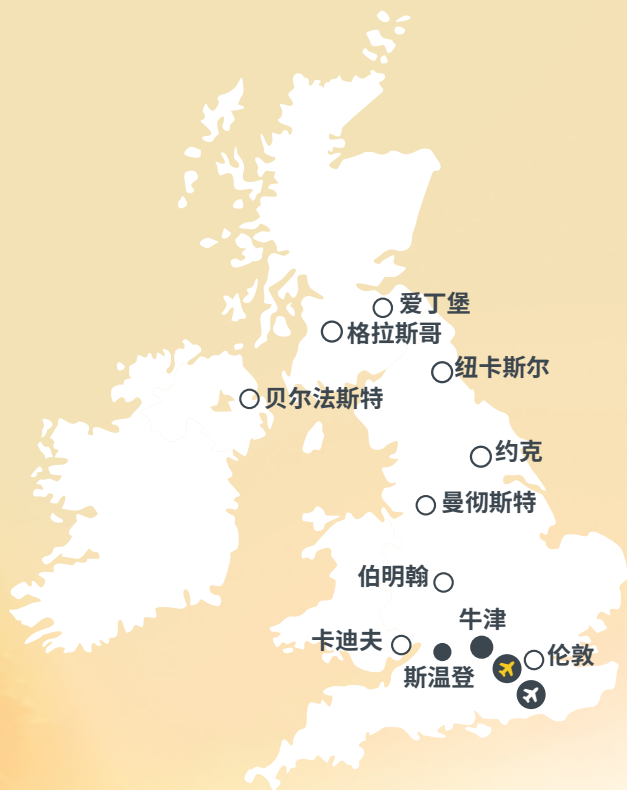 爱丁堡
格拉斯哥
纽卡斯尔
贝尔法斯特
约克
曼彻斯特
伯明翰
牛津
卡迪夫
伦敦
斯温登